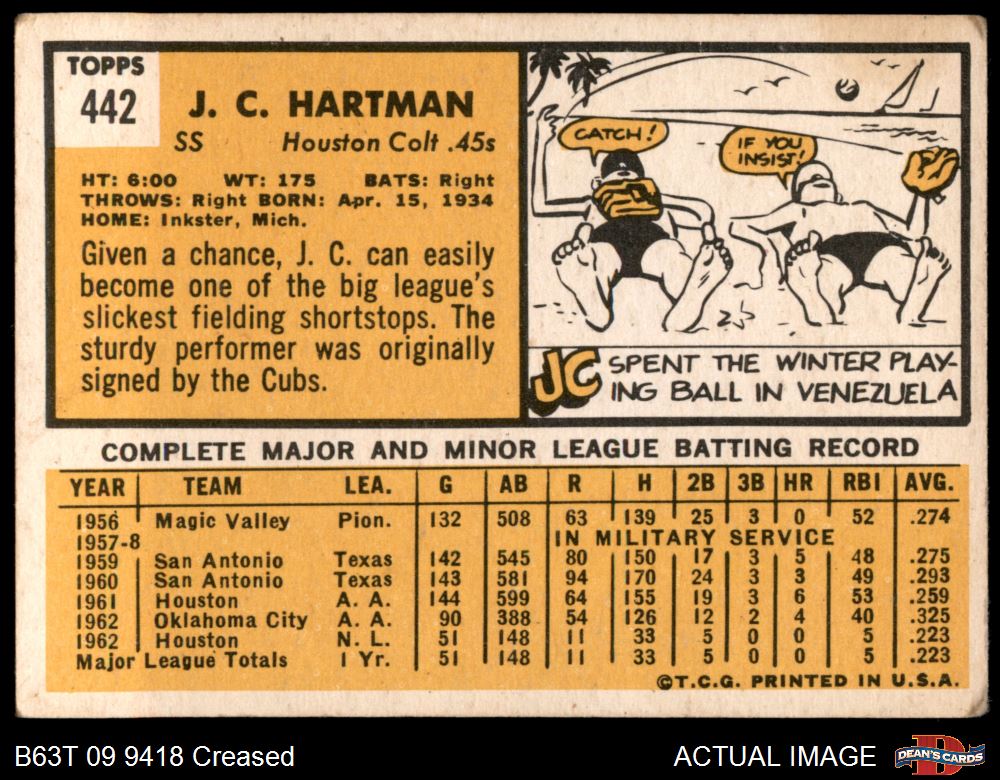 TOPPS
442
J. C. HARTMAN
SS Houston Colt .45s
HT: 6:00 WT: 175 BATS: Right
THROWS: Right BORN: Apr. 15, 1934
HOME: Inkster, Mich.
Given a chance, J. C. can easily
become one of the big league's
slickest fielding shortstops. The
sturdy performer was originally
signed by the Cubs.
CATCH!
IF YOU
INSIST!
JC SPENT THE WINTER PLAY-
ING BALL IN VENEZUELA
COMPLETE MAJOR AND MINOR LEAGUE BATTING RECORD
YEAR TEAM LEA. G AB R H 2B 3B HR RBI AVG.
1956 Magic Valley Pion. 132 508 63 139 25 3 0 52 .274
1957-8 IN MILITARY SERVICE
1959 San Antonio Texas 142 545 80 150 17 3 5 48 .275
1960 San Antonio Texas 143 581 94 170 24 3 3 49 .293
1961 Houston A. A. 144 599 64 155 19 3 6 53 .259
1962 Oklahoma City A. A. 90 388 54 126 12 2 4 40 .325
1962 Houston N. L. 51 148 11 33 5 0 0 5 .223
Major League Totals 1 Yr. 51 148 11 33 5 0 0 5 .223
©T.C.G. PRINTED IN U.S.A.
B63T 09 9418 Creased
ACTUAL IMAGE
DEAN'S CARDS